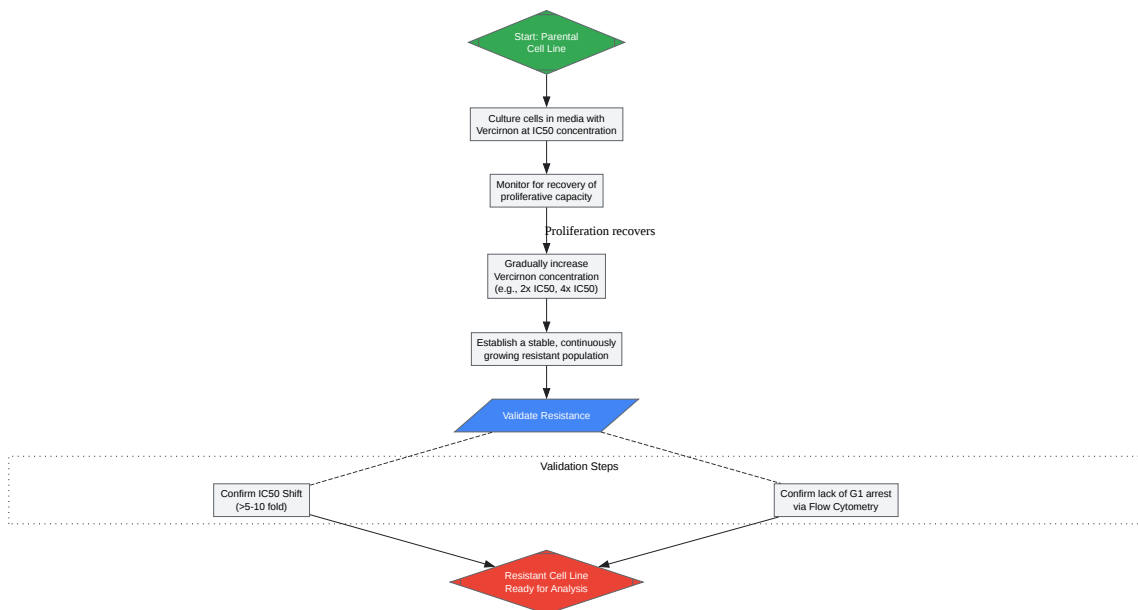 Start: Parental
Cell Line
Culture cells in media with
Vercirnon at IC50 concentration
Monitor for recovery of
proliferative capacity
Proliferation recovers
Gradually increase
Vercirnon concentration
(e.g., 2x IC50, 4x IC50)
Establish a stable, continuously
growing resistant population
Validate Resistance
Validation Steps
Confirm IC50 Shift
(>5-10 fold)
Confirm lack of G1 arrest
via Flow Cytometry
Resistant Cell Line
Ready for Analysis